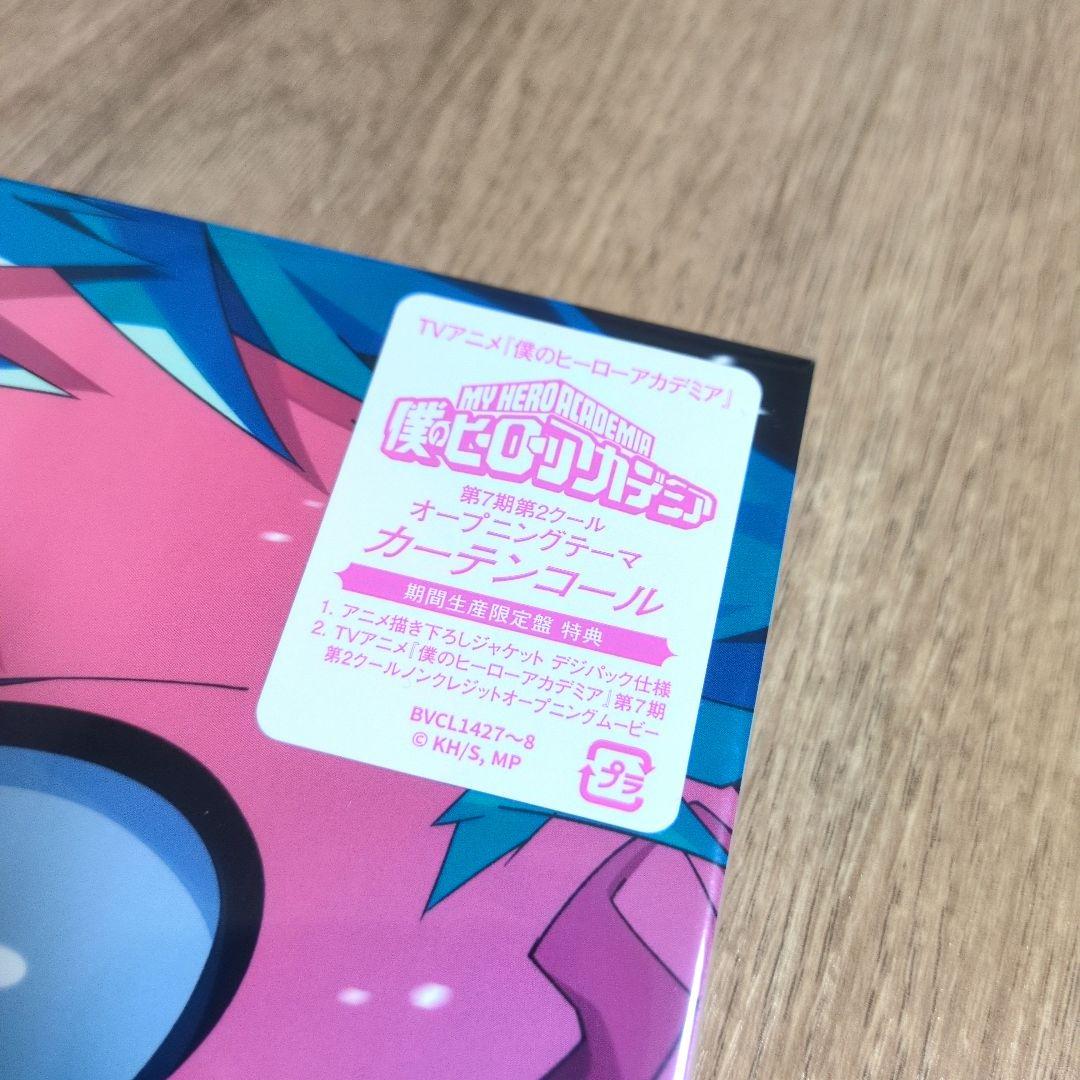 TVアニメ『僕のヒーローアカデミア』
MY HERO ACADEMIA
僕のヒーローアカデミア
第7期第2クール
オープニングテーマ
カーテンコール
期間生産限定盤 特典
1. アニメ描き下ろしジャケット デジパック仕様
2. TVアニメ『僕のヒーローアカデミア』第7期
第2クールノンクレジットオープニングムービー
BVCL1427〜8
© KH/S, MP
プラ